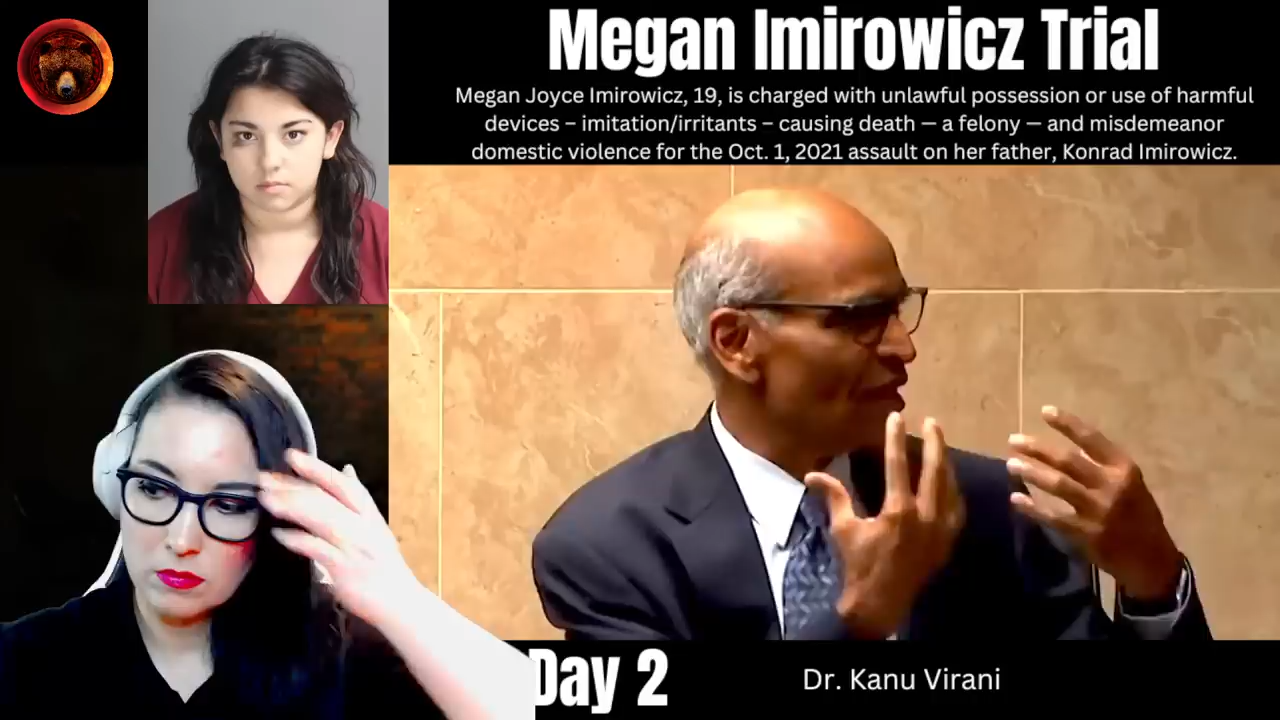 Megan Imirowicz Trial
Megan Joyce Imirowicz, 19, is charged with unlawful possession or use of harmful
devices – imitation/irritants – causing death — a felony — and misdemeanor
domestic violence for the Oct. 1, 2021 assault on her father, Konrad Imirowicz.
Day 2
Dr. Kanu Virani